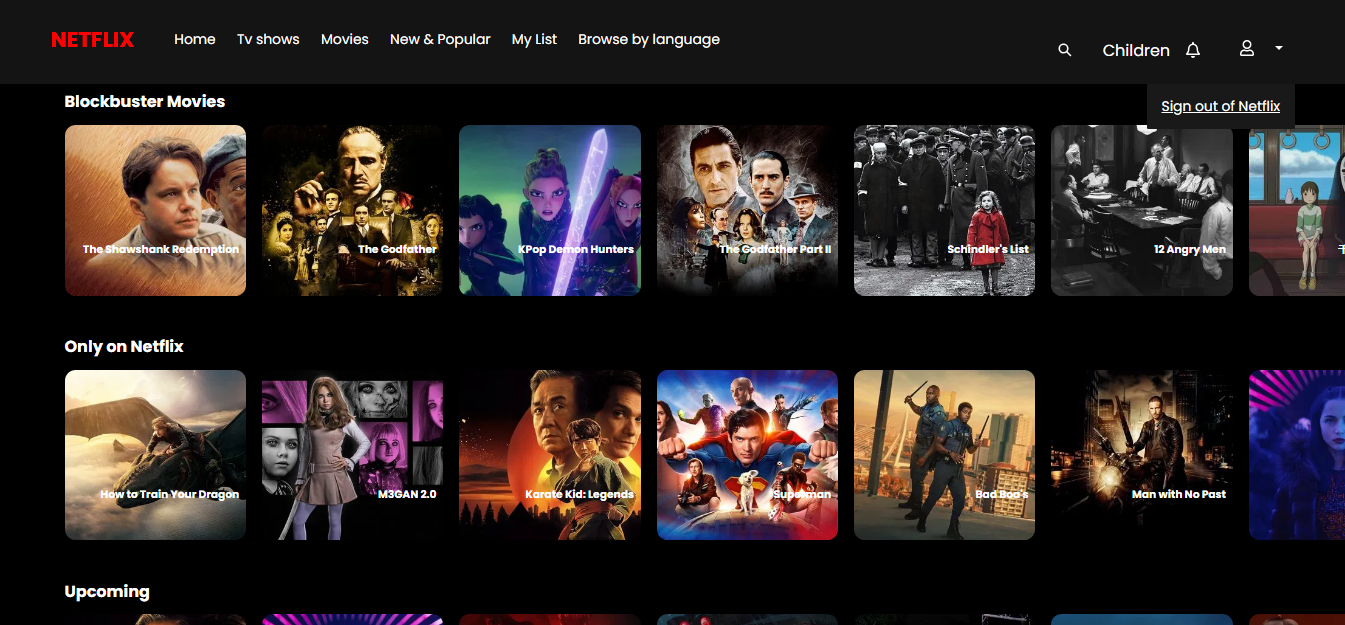 NETFLIX
Home Tv shows Movies New & Popular My List Browse by language
Children
Sign out of Netflix
Blockbuster Movies
The Shawshank Redemption
The Godfather
KPop Demon Hunters
The Godfather Part II
Schindler's List
12 Angry Men
Only on Netflix
How to Train Your Dragon
M3GAN 2.0
Karate Kid: Legends
Superman
Bad Boa's
Man with No Past
Upcoming